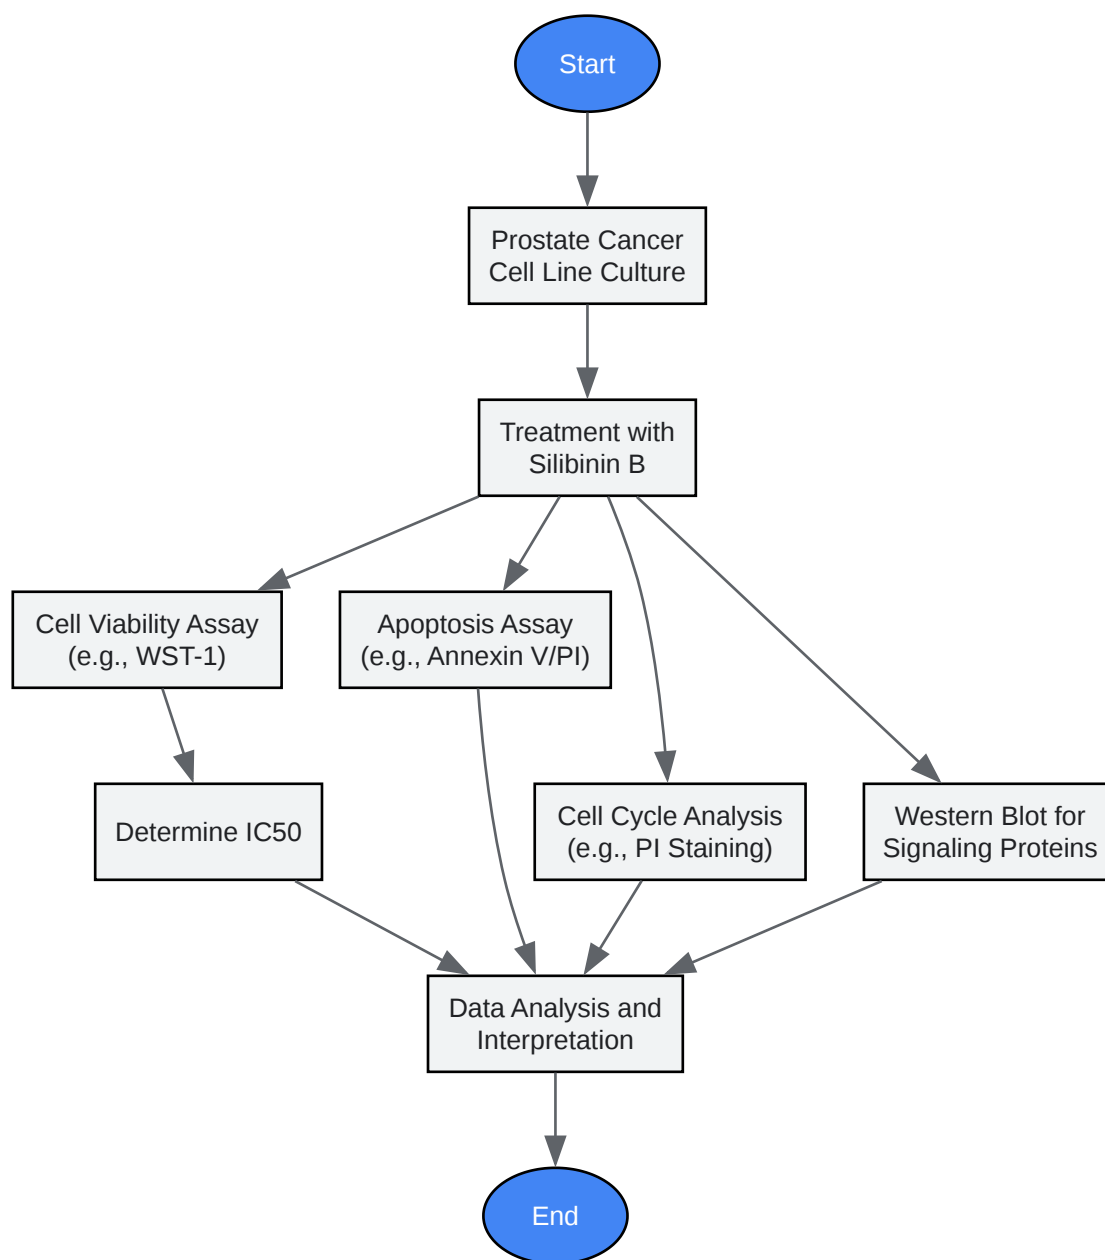 Start
Prostate Cancer
Cell Line Culture
Treatment with
Silibinin B
Cell Viability Assay
(e.g., WST-1)
Apoptosis Assay
(e.g., Annexin V/PI)
Determine IC50
Cell Cycle Analysis
(e.g., PI Staining)
Western Blot for
Signaling Proteins
Data Analysis and
Interpretation
End